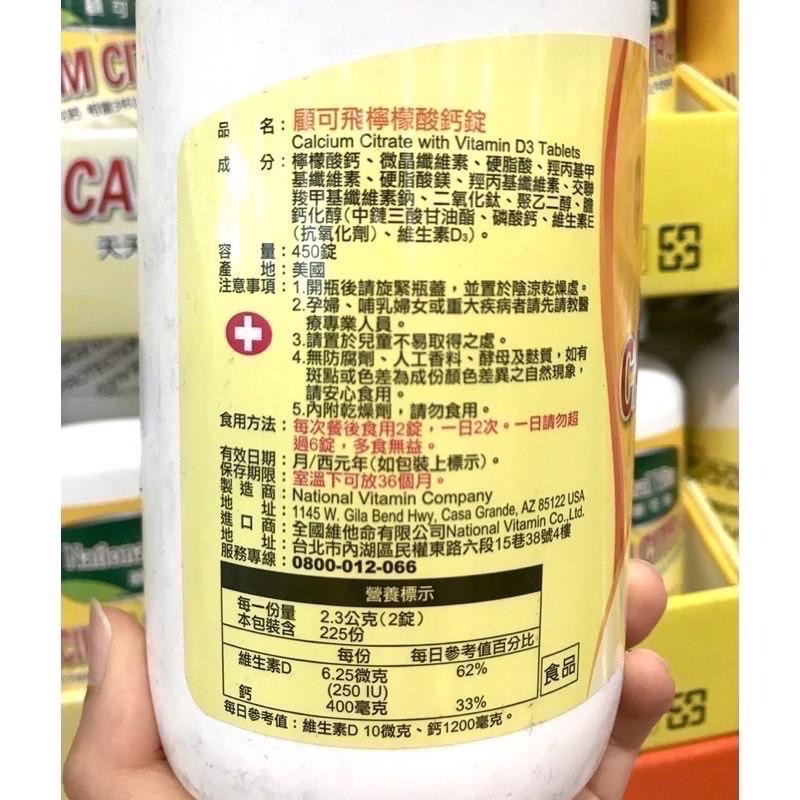 顧可
M CI
CA
天天
Nationa
CI
品名：顧可飛檸檬酸鈣錠
Calcium Citrate with Vitamin D3 Tablets
成分：檸檬酸鈣、微晶纖維素、硬脂酸、羥丙基甲
基纖維素、硬脂酸鎂、羥丙基纖維素、交聯
羧甲基纖維素鈉、二氧化鈦、聚乙二醇、膽
鈣化醇(中鏈三酸甘油酯、磷酸鈣、維生素E
(抗氧化劑)、維生素D₃)。
容量：450錠
產地：美國
注意事項：1.開瓶後請旋緊瓶蓋，並置於陰涼乾燥處。
2.孕婦、哺乳婦女或重大疾病者請先請教醫
療專業人員。
3.請置於兒童不易取得之處。
4.無防腐劑、人工香料、酵母及麩質，如有
斑點或色差為成份顏色差異之自然現象，
請安心食用。
5.內附乾燥劑，請勿食用。
食用方法：每次餐後食用2錠，一日2次。一日請勿超
過6錠，多食無益。
有效日期：月/西元年(如包裝上標示)。
保存期限：室溫下可放36個月。
製造商：National Vitamin Company
地址：1145 W. Gila Bend Hwy, Casa Grande, AZ 85122 USA
進口商：全國維他命有限公司National Vitamin Co.,Ltd.
地址：台北市內湖區民權東路六段15巷38號4樓
服務專線：0800-012-066
營養標示
每一份量 2.3公克(2錠)
本包裝含 225份
每份 每日參考值百分比
維生素D 6.25微克 62%
(250 IU)
鈣 400毫克 33%
每日參考值：維生素D 10微克、鈣1200毫克。
食品